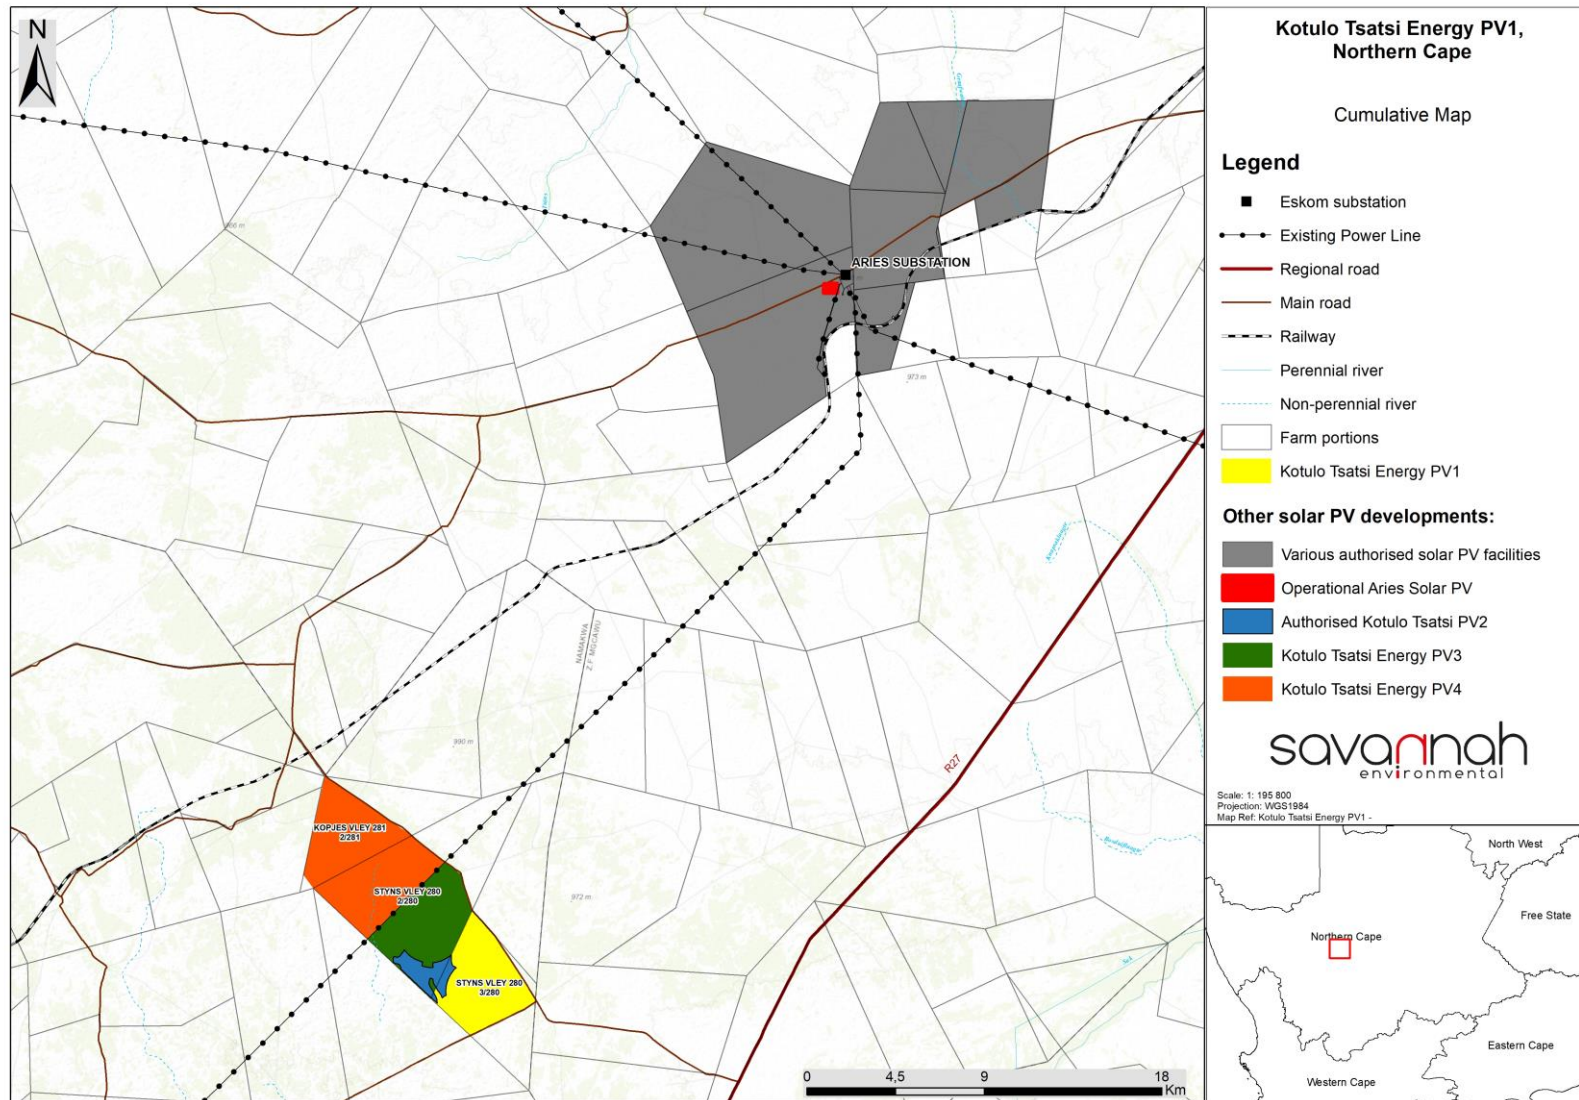 N
Kotulo Tsatsi Energy PV1,
Northern Cape
Cumulative Map
Legend
Eskom substation
Existing Power Line
Regional road
Main road
Railway
Perennial river
Non-perennial river
Farm portions
Kotulo Tsatsi Energy PV1
Other solar PV developments:
Various authorised solar PV facilities
Operational Aries Solar PV
Authorised Kotulo Tsatsi PV2
Kotulo Tsatsi Energy PV3
Kotulo Tsatsi Energy PV4
savannah
environmental
Scale: 1: 195 800
Projection: WGS1984
Map Ref: Kotulo Tsatsi Energy PV1 -
North West
Free State
Northern Cape
Eastern Cape
Western Cape
ARIES SUBSTATION
973 m
NAMAKWA
Z F MGCAWU
990 m
R27
KOPJES VLEY 281
2/281
STYNS VLEY 280
2/280
972 m
STYNS VLEY 280
3/280
Sak
0 4,5 9 18
Km